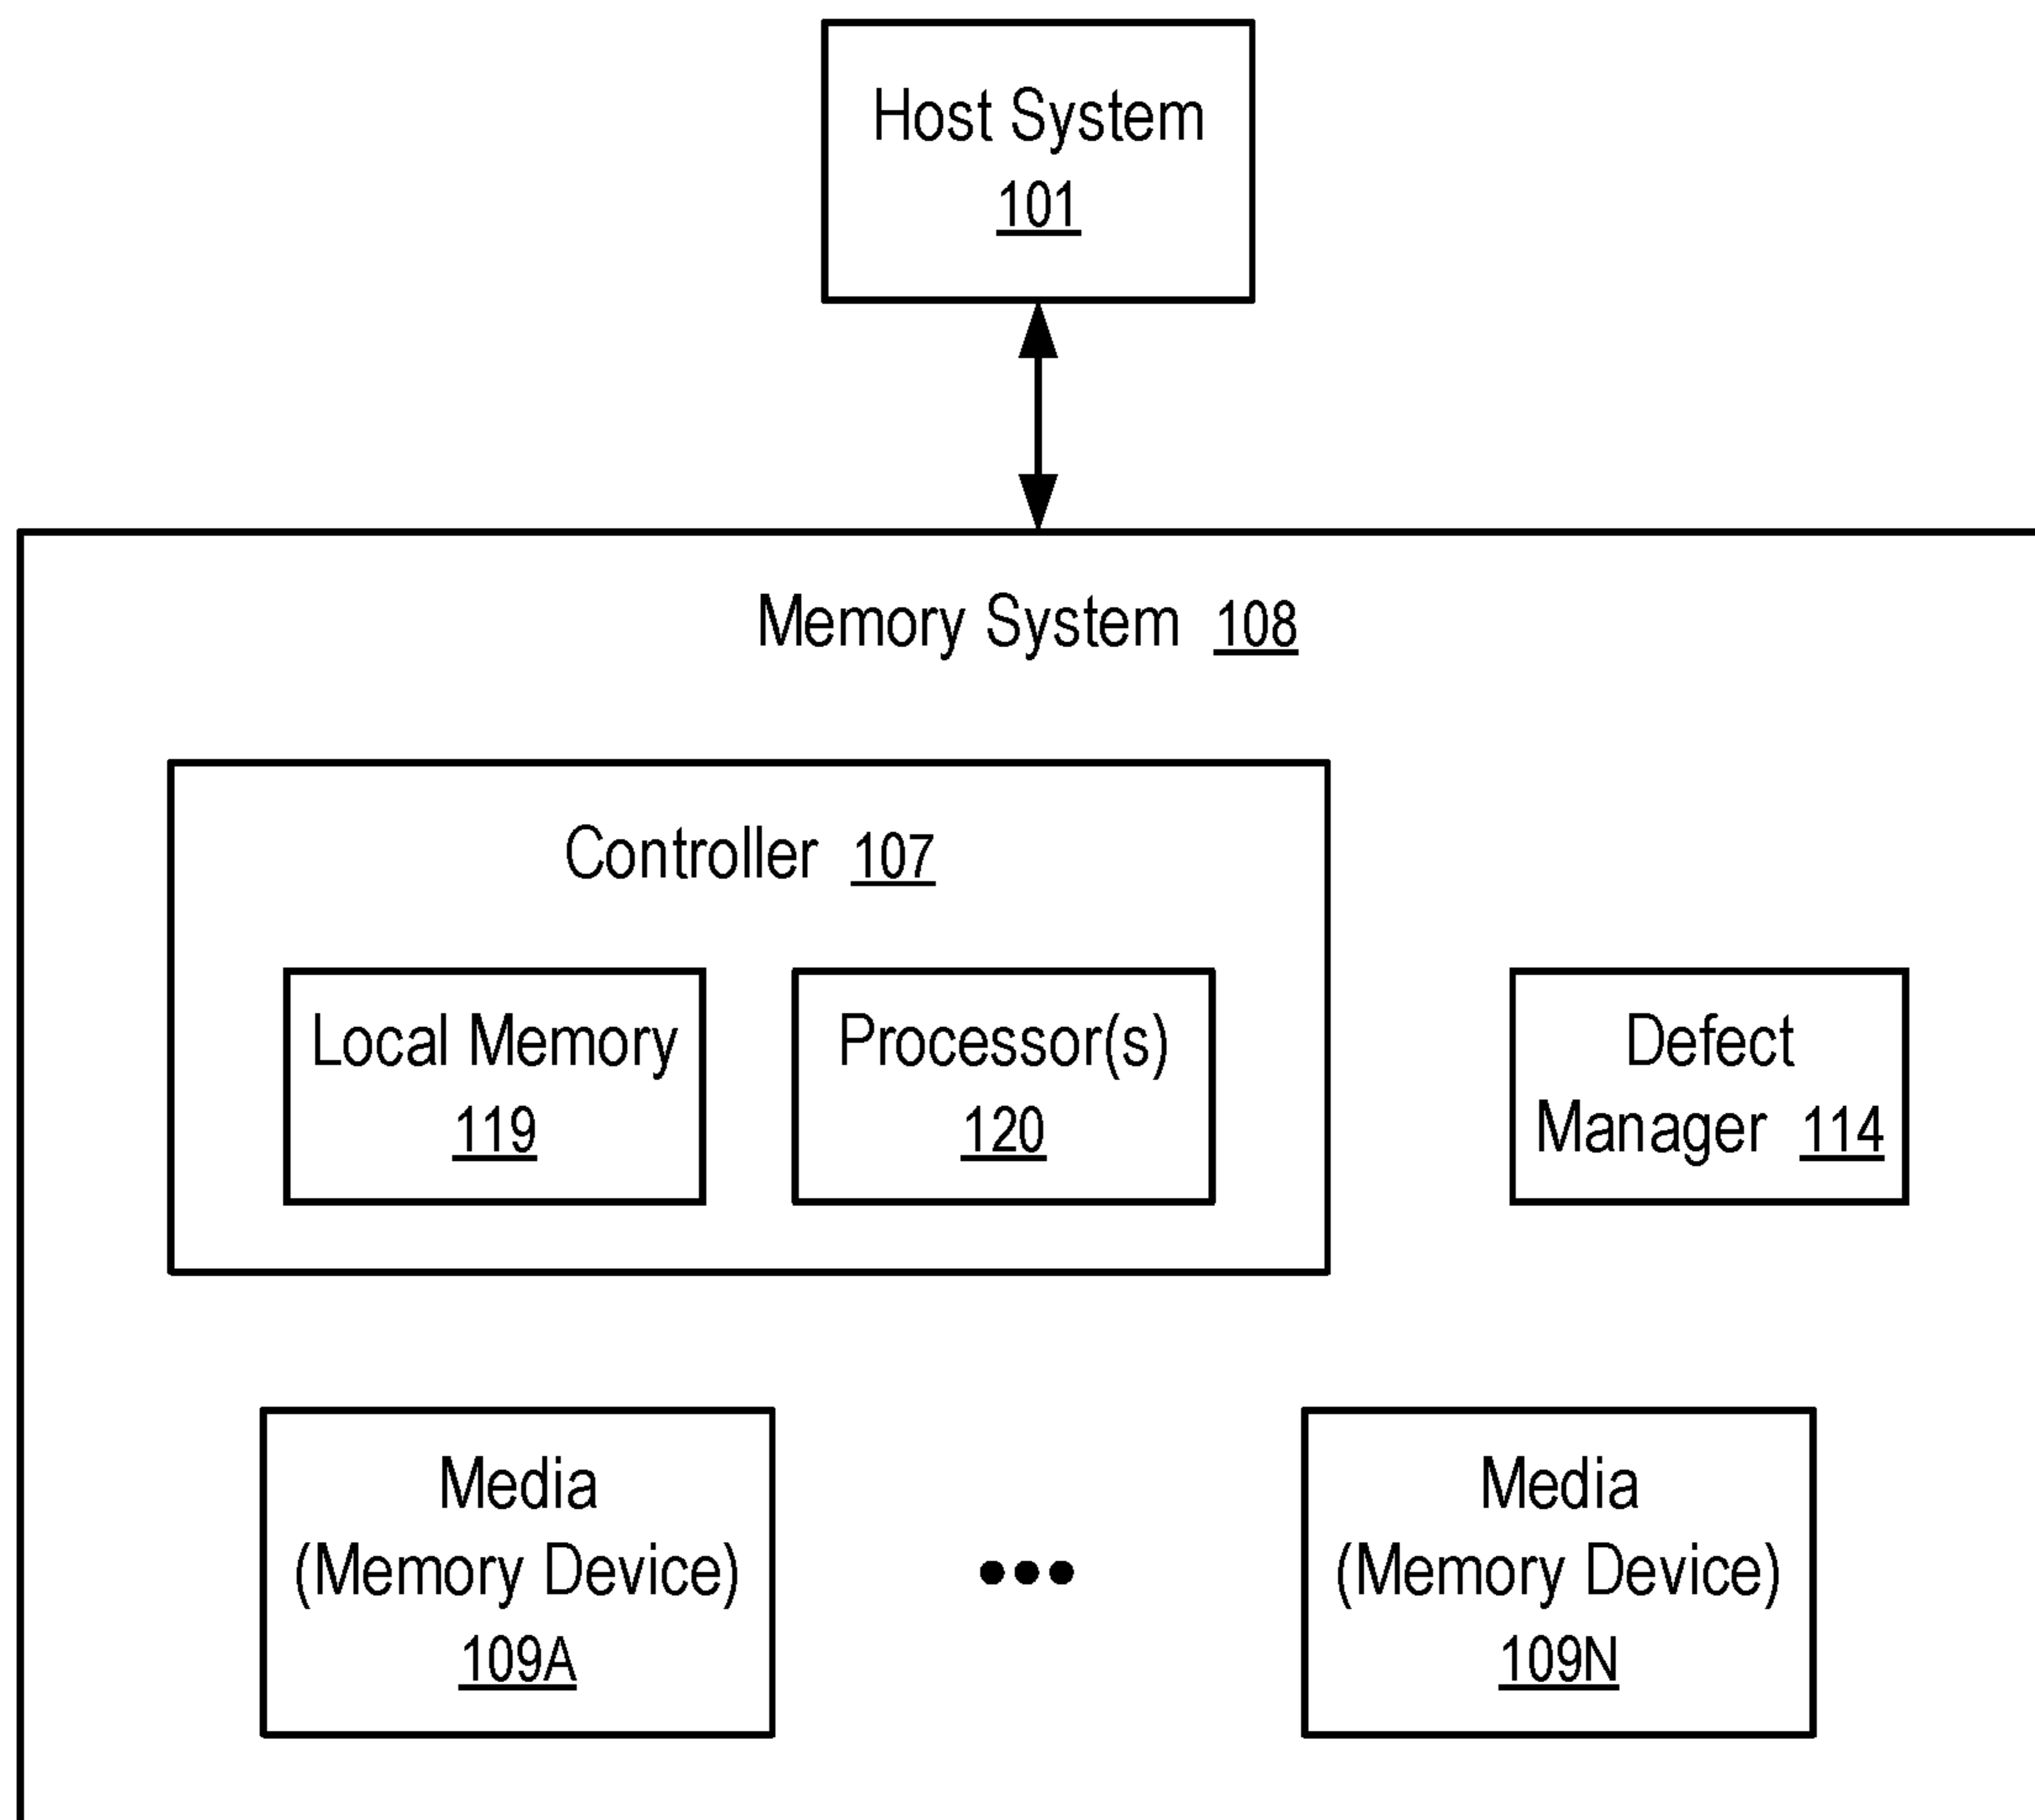 Host System
101
Memory System 108
Controller 107
Local Memory
119
Processor(s)
120
Defect
Manager 114
Media
(Memory Device)
109A
Media
(Memory Device)
109N